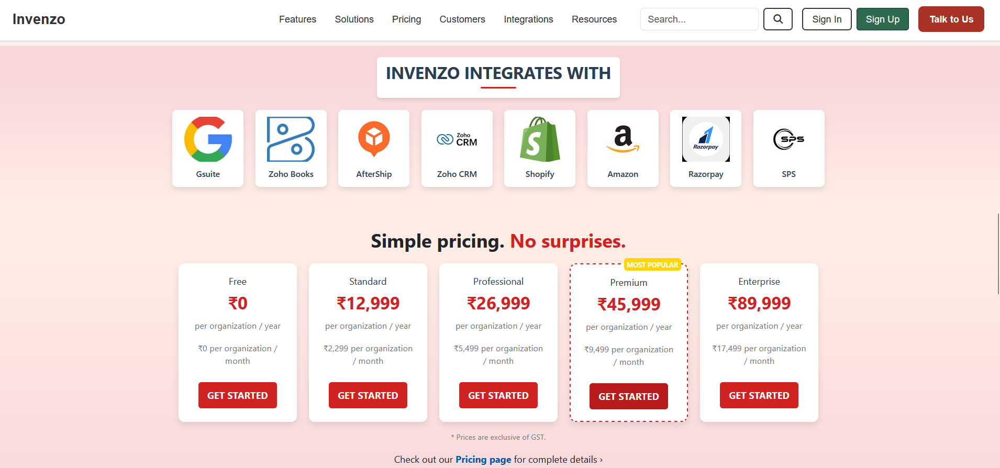 Invenzo
Features
Solutions
Pricing
Customers
Integrations
Resources
Search...
Sign In
Sign Up
Talk to Us
INVENZO INTEGRATES WITH
Zoho
CRM
a
Razorpay
SPS
Gsuite
Zoho Books
AfterShip
Zoho CRM
Shopify
Amazon
Razorpay
SPS
Simple pricing. No surprises.
Free
₹0
per organization / year
₹0 per organization /
month
GET STARTED
Standard
₹12,999
per organization / year
₹2,299 per organization
/ month
GET STARTED
Professional
₹26,999
per organization / year
₹5,499 per organization
/ month
GET STARTED
MOST POPULAR
Premium
₹45,999
per organization / year
₹9,499 per organization
/ month
GET STARTED
Enterprise
₹89,999
per organization / year
₹17,499 per organization
/ month
GET STARTED
* Prices are exclusive of GST.
Check out our Pricing page for complete details ›